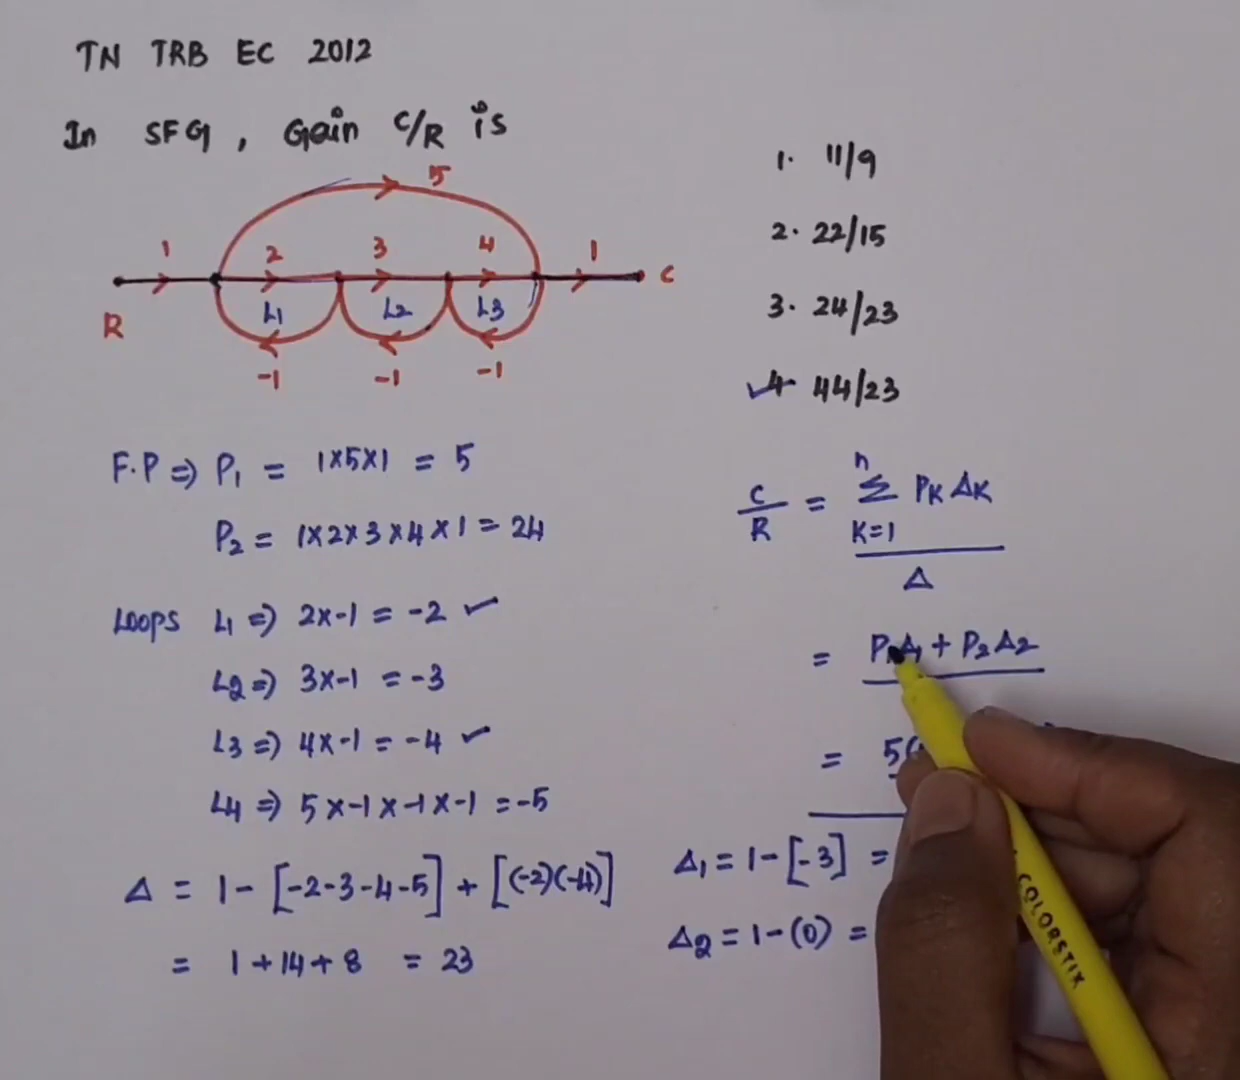 TN TRB EC 2012
In SFG, Gain C/R is
1. 11/9
2. 22/15
3. 24/23
4. 44/23
5
1 2 3 4 1
R L1 L2 L3 C
-1 -1 -1
F.P ⇒ P1 = 1×5×1 = 5
P2 = 1×2×3×4×1 = 24
Loops L1 ⇒ 2×-1 = -2 ✓
L2 ⇒ 3×-1 = -3
L3 ⇒ 4×-1 = -4 ✓
L4 ⇒ 5×-1×-1×-1 = -5
Δ = 1-[-2-3-4-5] + [(-2)(-4)]
= 1+14+8 = 23
C/R = n Σ K=1 PK ΔK / Δ
= P1Δ1 + P2Δ2
= 5(
Δ1 = 1-[-3] =
Δ2 = 1-(0) =
COLORSTIX